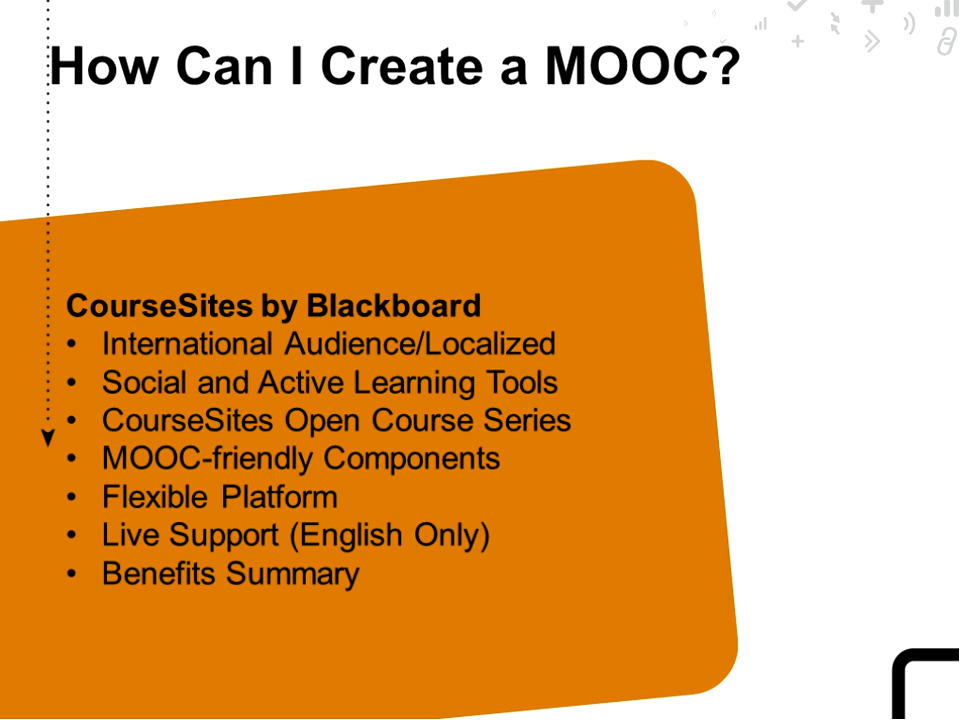 How Can I Create a MOOC?
CourseSites by Blackboard
• International Audience/Localized
• Social and Active Learning Tools
• CourseSites Open Course Series
• MOOC-friendly Components
• Flexible Platform
• Live Support (English Only)
• Benefits Summary